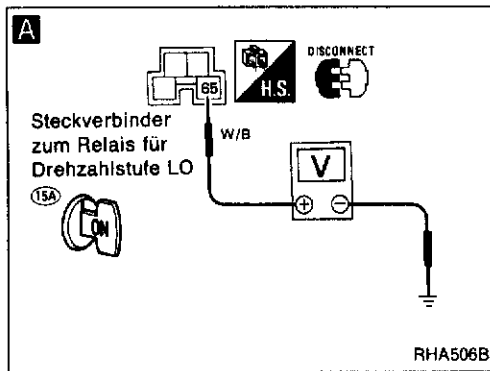 A
65
H.S.
DISCONNECT
Steckverbinder
zum Relais für
Drehzahlstufe LO
W/B
15A
ON
V
⊕ ⊖
RHA506B